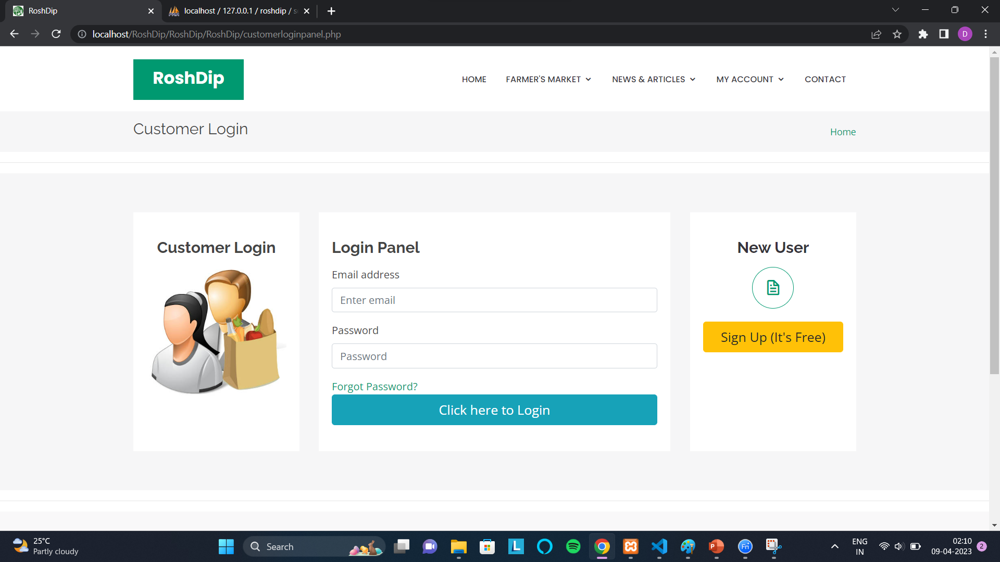 RoshDip
localhost / 127.0.0.1 / roshdip /
localhost/RoshDip/RoshDip/RoshDip/customerloginpanel.php
D
RoshDip
HOME
FARMER'S MARKET
NEWS & ARTICLES
MY ACCOUNT
CONTACT
Customer Login
Home
Customer Login
Login Panel
Email address
Enter email
Password
Password
Forgot Password?
Click here to Login
New User
Sign Up (It's Free)
25°C
Partly cloudy
Search
L
P
Fri
ENG
IN
02:10
09-04-2023
2